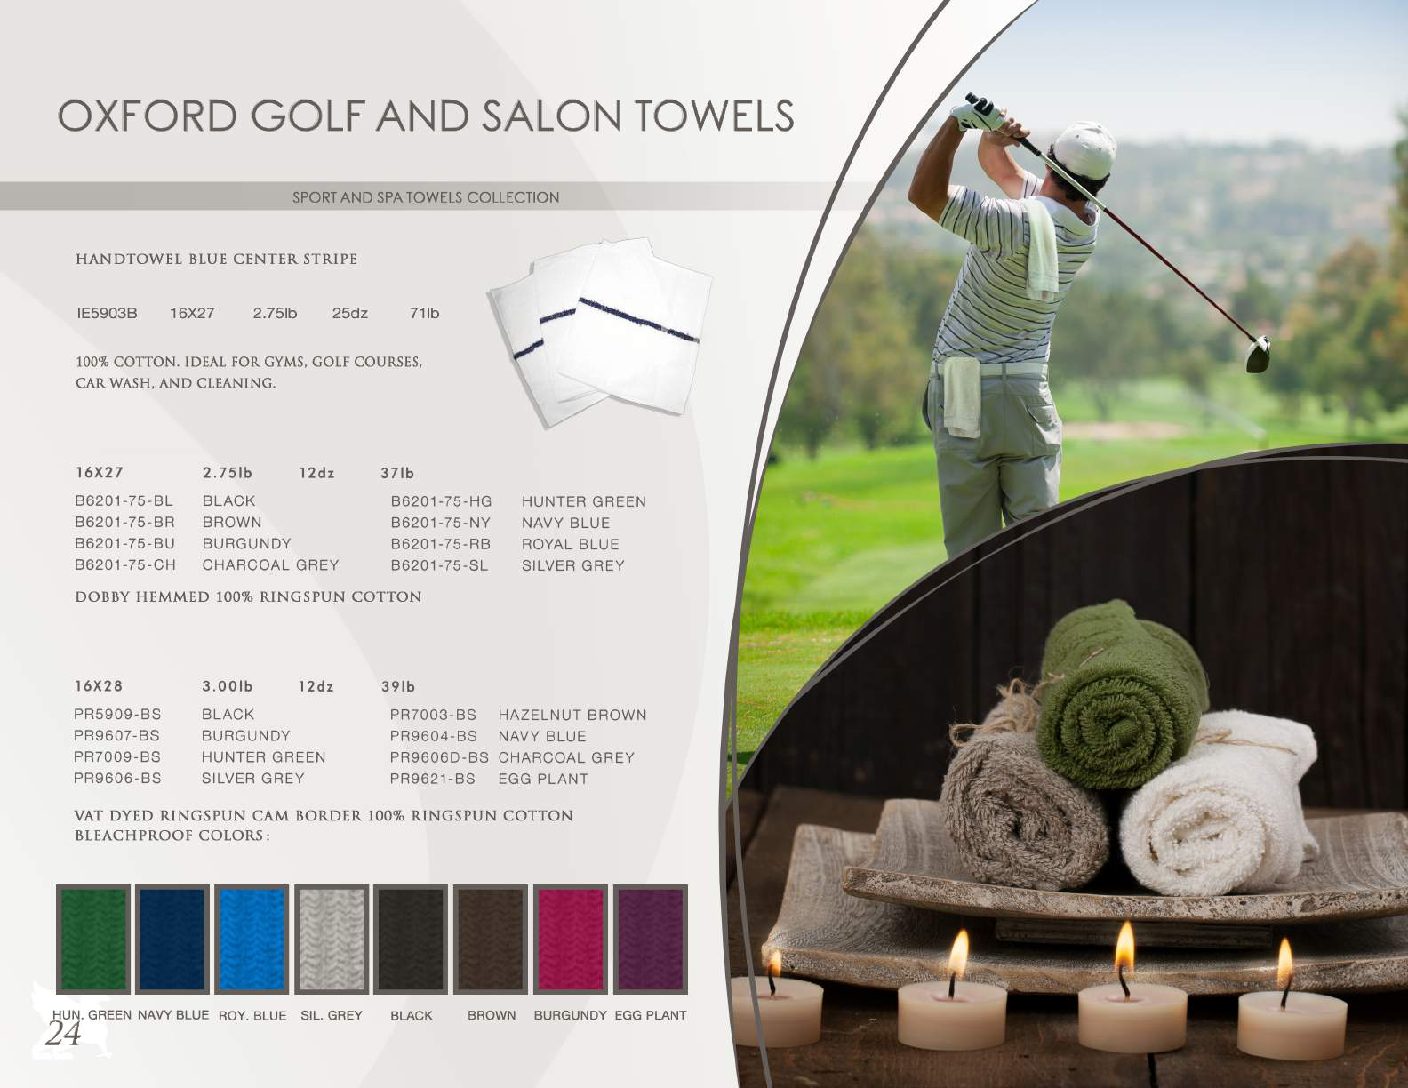 OXFORD GOLF AND SALON TOWELS
SPORT AND SPA TOWELS COLLECTION
HANDTOWEL BLUE CENTER STRIPE
IE5903B 16X27 2.75lb 25dz 71lb
100% COTTON. IDEAL FOR GYMS, GOLF COURSES,
CAR WASH, AND CLEANING.
16X27 2.75lb 12dz 37lb
B6201-75-BL BLACK B6201-75-HG HUNTER GREEN
B6201-75-BR BROWN B6201-75-NY NAVY BLUE
B6201-75-BU BURGUNDY B6201-75-RB ROYAL BLUE
B6201-75-CH CHARCOAL GREY B6201-75-SL SILVER GREY
DOBBY HEMMED 100% RINGSPUN COTTON
16X28 3.00lb 12dz 39lb
PR5909-BS BLACK PR7003-BS HAZELNUT BROWN
PR9607-BS BURGUNDY PR9604-BS NAVY BLUE
PR7009-BS HUNTER GREEN PR9606D-BS CHARCOAL GREY
PR9606-BS SILVER GREY PR9621-BS EGG PLANT
VAT DYED RINGSPUN CAM BORDER 100% RINGSPUN COTTON
BLEACHPROOF COLORS:
HUN. GREEN NAVY BLUE ROY. BLUE SIL. GREY BLACK BROWN BURGUNDY EGG PLANT
24